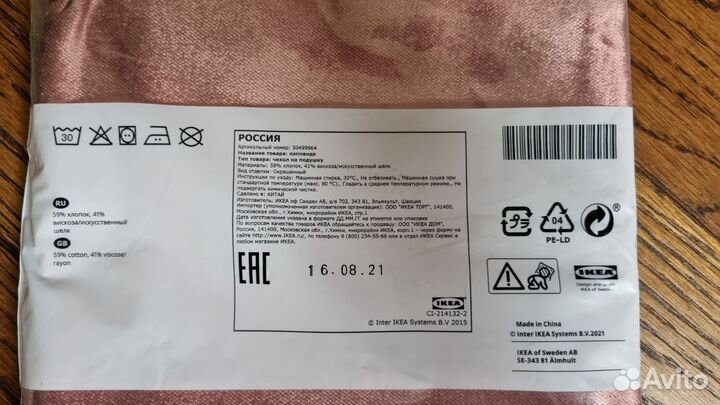 30
RU
59% хлопок, 41%
вискоза/искусственный
шелк
GB
59% cotton, 41% viscose/
rayon
РОССИЯ
Артикульный номер: 50499964
Название товара: лаппланде
Тип товара: чехол на подушку
Материалы: 59% хлопок, 41% вискоза/искусственный шелк
Вид отделки: Окрашенный
Инструкции по уходу: Машинная стирка, 30°C., Не отбеливать., Машинная сушка при
стандартной температуре (макс. 80 °C)., Гладить в среднем температурном режиме., Не
подвергать химической чистке.
Сделано в: КИТАЙ
Изготовитель: ИКЕА оф Свиден АБ, а/я 702, 343 81, Эльмхульт, Швеция
Импортер (уполномоченная изготовителем организация): ООО "ИКЕА ТОРГ", 141400,
Московская обл., г.Химки, микрорайон ИКЕА, стр.1
Дата изготовления указана в формате ДД.ММ.ГГ на этикетке или упаковке
По вопросам качества товаров ИКЕА обращайтесь к продавцу: ООО "ИКЕА ДОМ",
Россия, 141400, Московская обл., г.Химки, микрорайон ИКЕА, корп.1 – через форму на
сайте http://www.IKEA.ru/, по телефону 8 (800) 234-55-66 или в отделе ИКЕА Сервис в
любом магазине ИКЕА.
EAC
16.08.21
IKEA
CI-214132-2
© Inter IKEA Systems B.V 2015
04
PE-LD
IKEA
Design and Quality
IKEA of Sweden
Made in China
© Inter IKEA Systems B.V.2021
IKEA of Sweden AB
SE-343 81 Älmhult
Avito